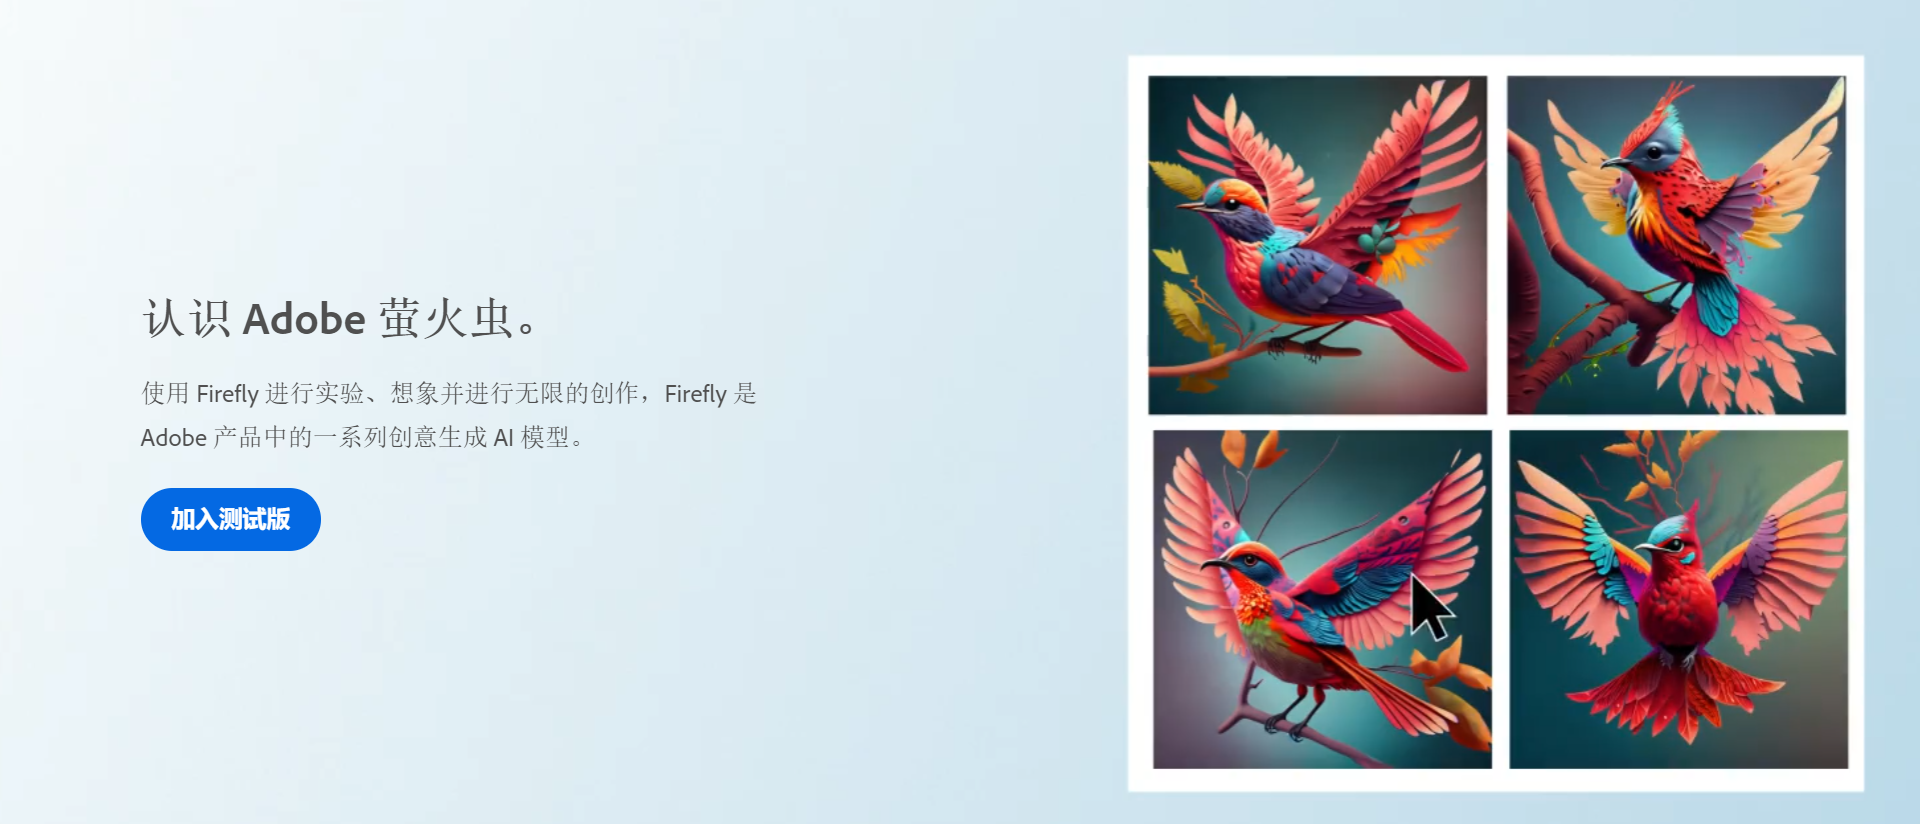 认识 Adobe 萤火虫。
使用 Firefly 进行实验、想象并进行无限的创作，Firefly 是
Adobe 产品中的一系列创意生成 AI 模型。
加入测试版